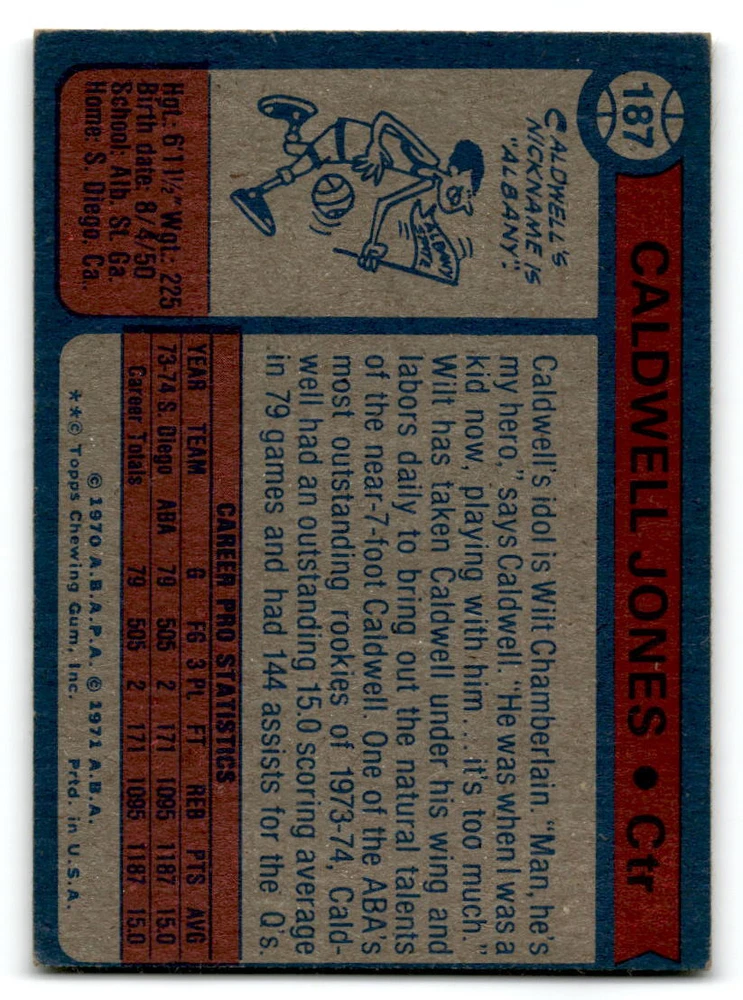 187
CALDWELL JONES • Ctr
CALDWELL'S
NICKNAME IS
"ALBANY".
ALBANY
STATE
Hgt. 6'11½" Wgt.: 225
Birth date: 8/4/50
School: Alb. St. Ga.
Home: S. Diego, Ca.
Caldwell's idol is Wilt Chamberlain. "Man, he's
my hero," says Caldwell. "He was when I was a
kid now, playing with him ... it's too much."
Wilt has taken Caldwell under his wing and
labors daily to bring out the natural talents
of the near-7-foot Caldwell. One of the ABA's
most outstanding rookies of 1973-74, Cald-
well had an outstanding 15.0 scoring average
in 79 games and had 144 assists for the Q's.
CAREER PRO STATISTICS
YEAR TEAM G FG 3 PL FT REB PTS AVG
73-74 S. Diego ABA 79 505 2 171 1095 1187 15.0
Career Totals 79 505 2 171 1095 1187 15.0
© 1970 A.B.A.P.A. © 1971 A.B.A.
**© Topps Chewing Gum, Inc. Prtd. in U.S.A.